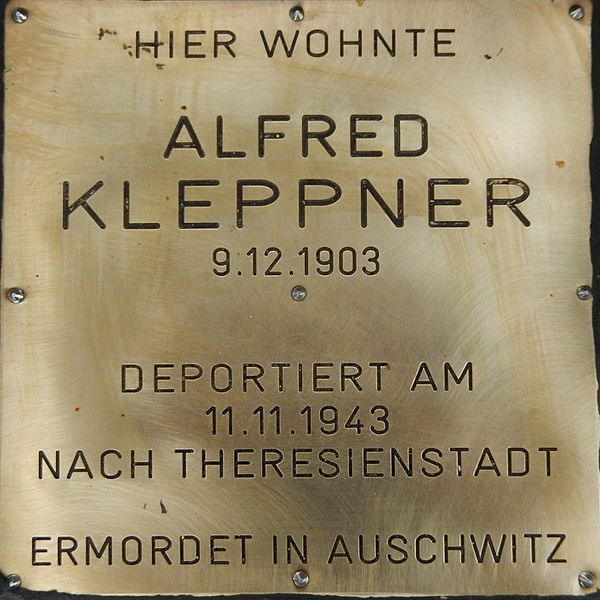 HIER WOHNTE
ALFRED
KLEPPNER
9.12.1903
DEPORTIERT AM
11.11.1943
NACH THERESIENSTADT
ERMORDET IN AUSCHWITZ